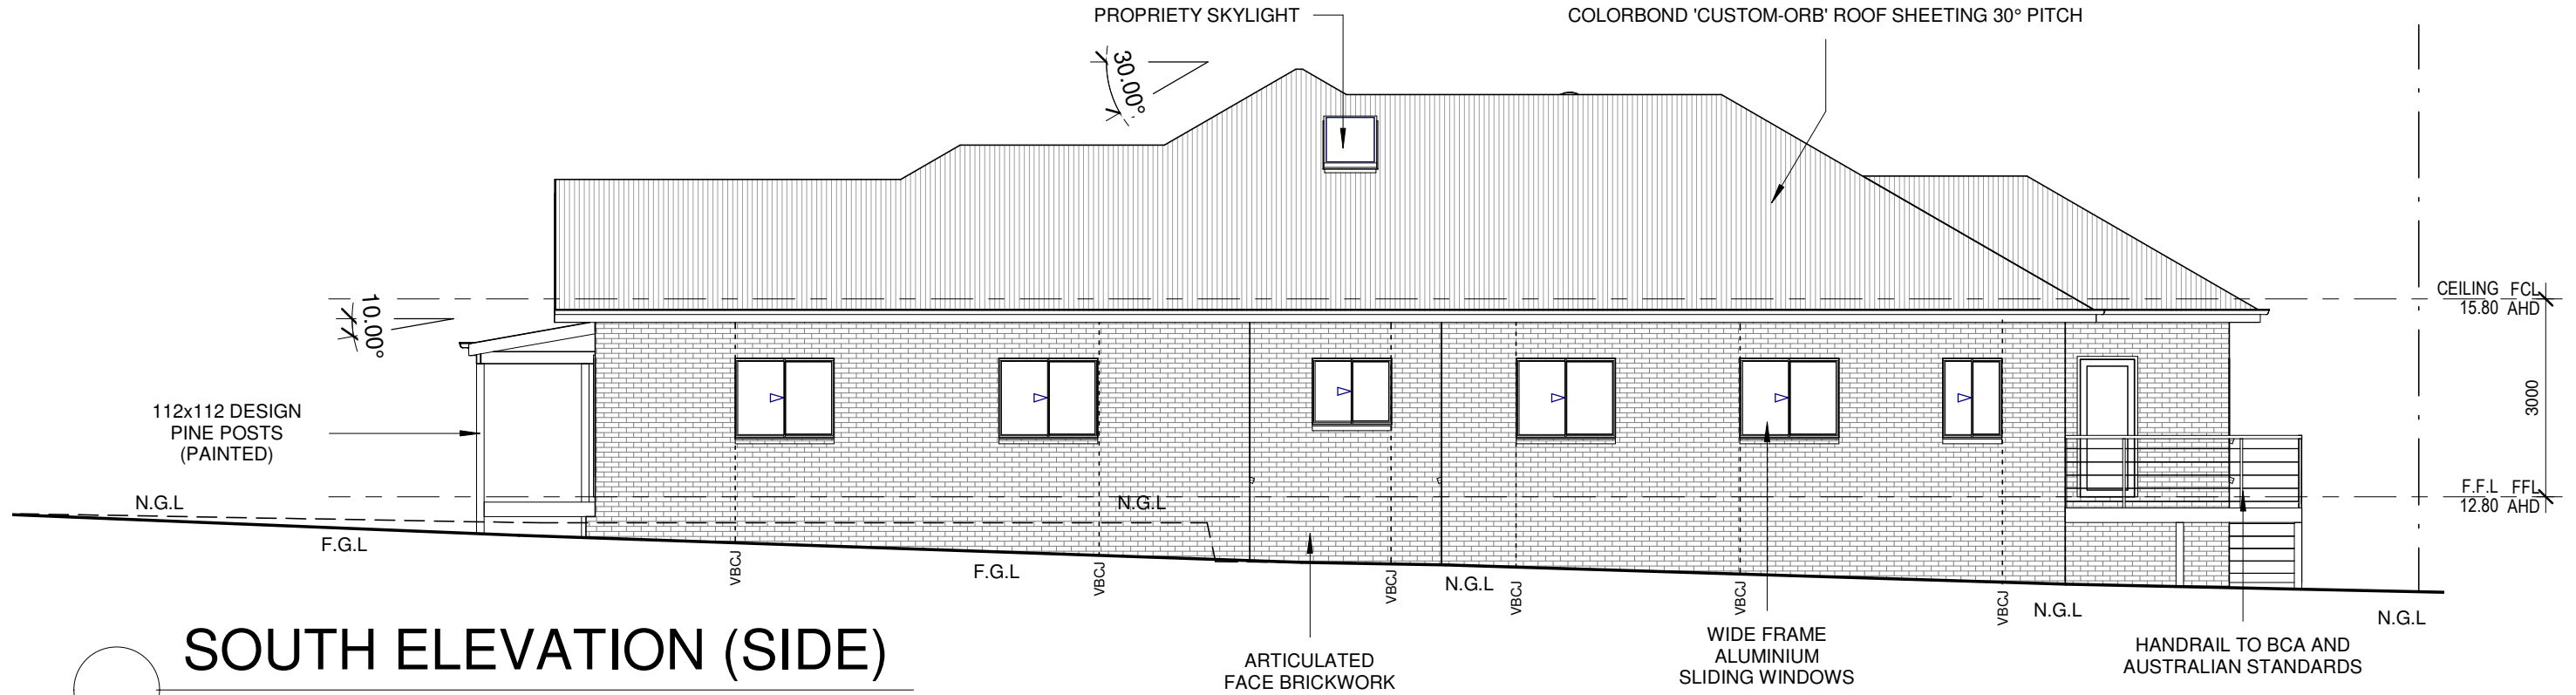 PROPRIETY SKYLIGHT
COLORBOND 'CUSTOM-ORB' ROOF SHEETING 30° PITCH
30.00°
10.00°
CEILING FCL
15.80 AHD
3000
112x112 DESIGN
PINE POSTS
(PAINTED)
F.F.L FFL
12.80 AHD
N.G.L
N.G.L
F.G.L
F.G.L
N.G.L
N.G.L
N.G.L
VBCJ
VBCJ
VBCJ
VBCJ
VBCJ
VBCJ
SOUTH ELEVATION (SIDE)
ARTICULATED
FACE BRICKWORK
WIDE FRAME
ALUMINIUM
SLIDING WINDOWS
HANDRAIL TO BCA AND
AUSTRALIAN STANDARDS